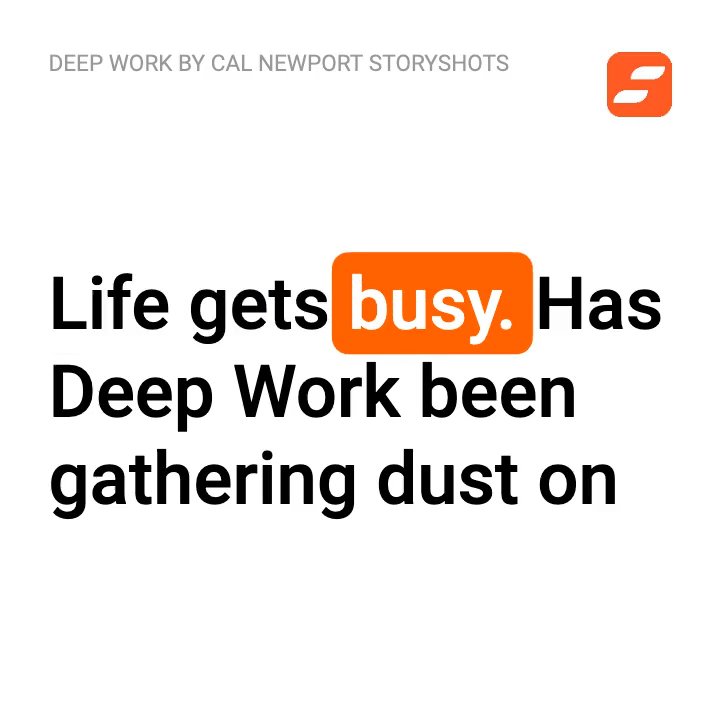 DEEP WORK BY CAL NEWPORT STORYSHOTS
Life gets busy. Has
Deep Work been
gathering dust on